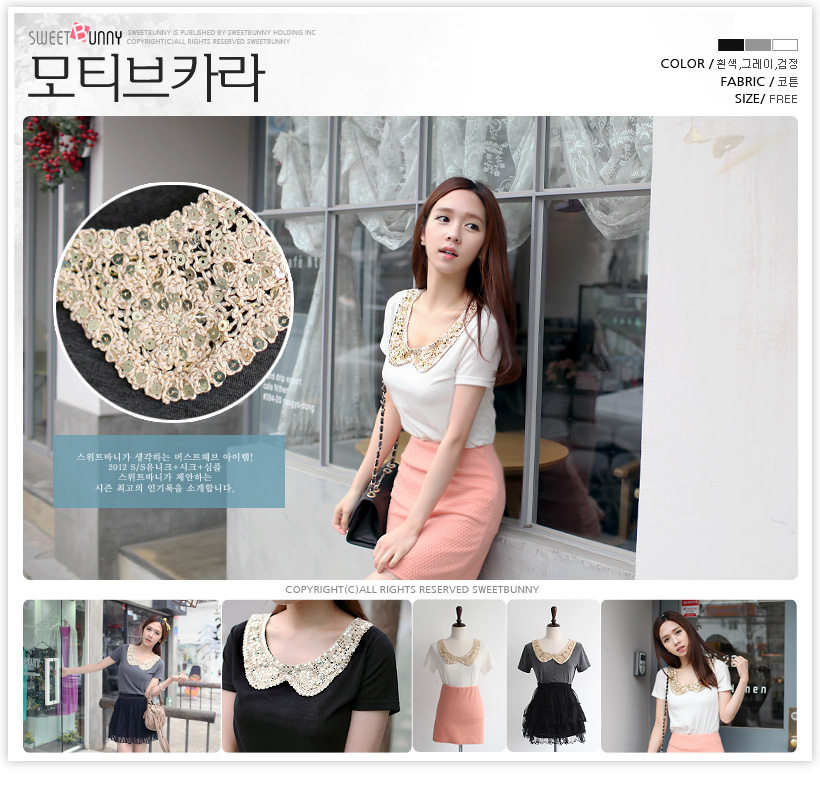 SWEETBUNNY
SWEETBUNNY IS PUBLISHED BY SWEETBUNNY HOLDING INC
COPYRIGHT(C)ALL RIGHTS RESERVED SWEETBUNNY
모티브카라
COLOR / 흰색,그레이,검정
FABRIC / 코튼
SIZE/ FREE
스위트바니가 생각하는 머스트해브 아이템!
2012 S/S유니크+시크+심플
스위트바니가 제안하는
시즌 최고의 인기룩을 소개합니다.
COPYRIGHT(C)ALL RIGHTS RESERVED SWEETBUNNY